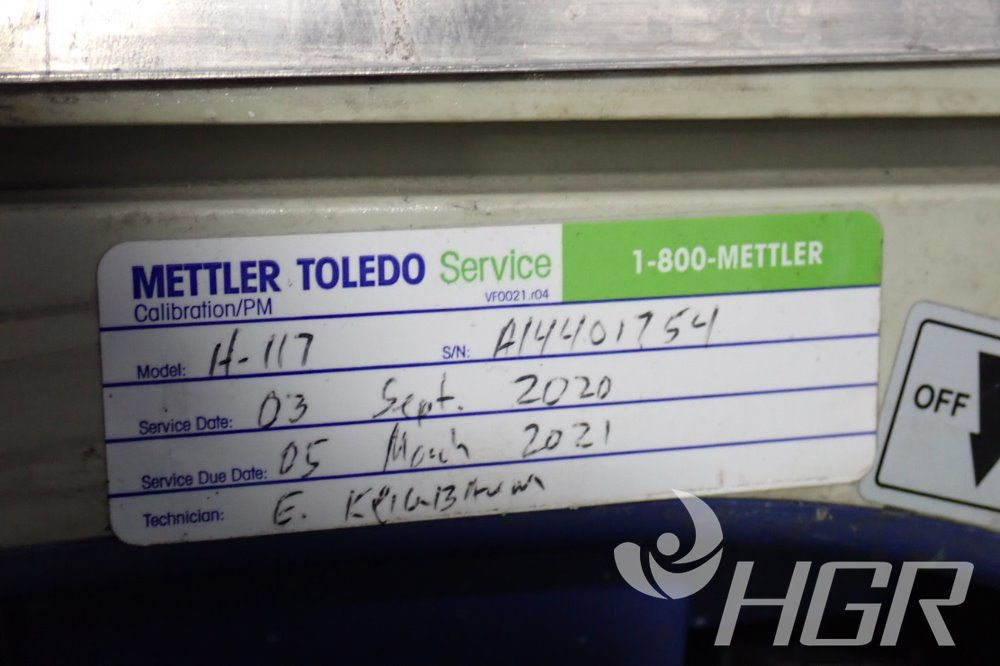 METTLER TOLEDO Service 1-800-METTLER
Calibration/PM VF0021.r04
Model: H-117 S/N: A14401754
Service Date: 03 Sept. 2020
Service Due Date: 05 March 2021
Technician: E.
OFF
HGR